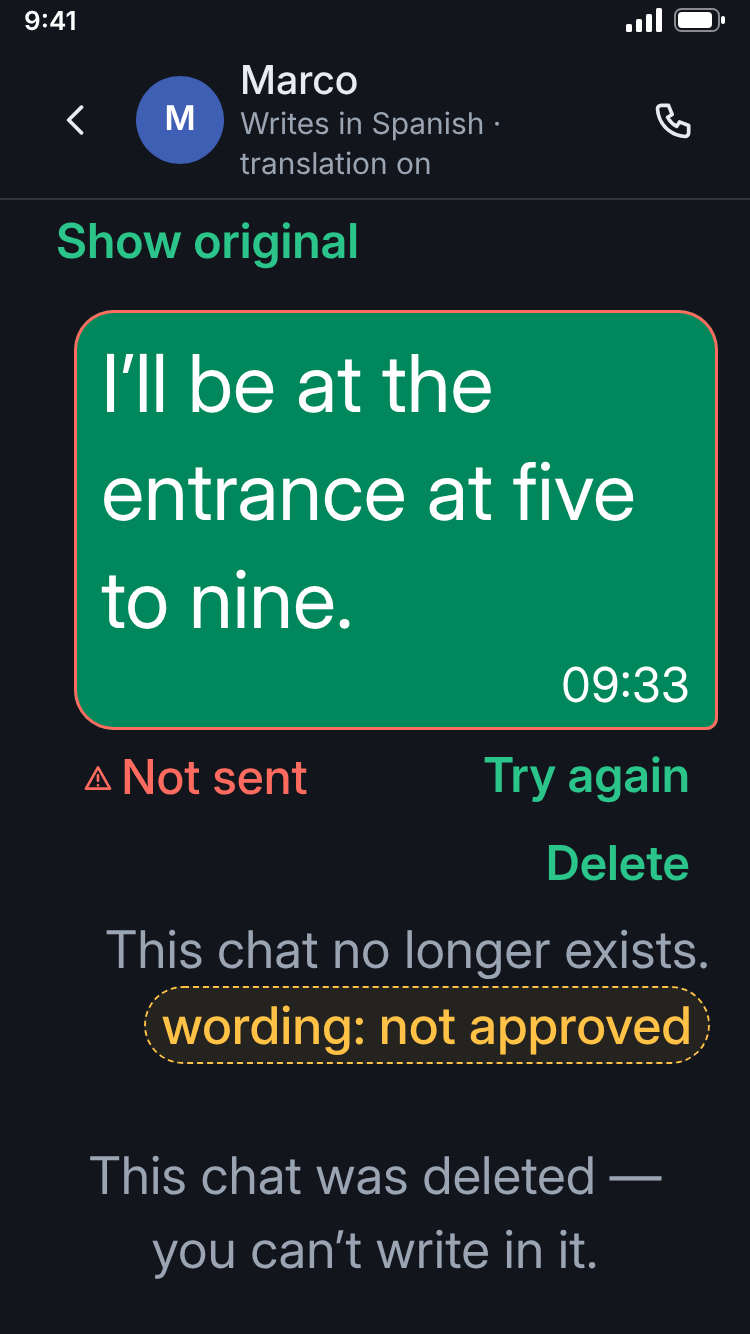 9:41
M
Marco
Writes in Spanish ·
translation on
Show original
I’ll be at the
entrance at five
to nine.
09:33
Not sent
Try again
Delete
This chat no longer exists.
wording: not approved
This chat was deleted —
you can’t write in it.